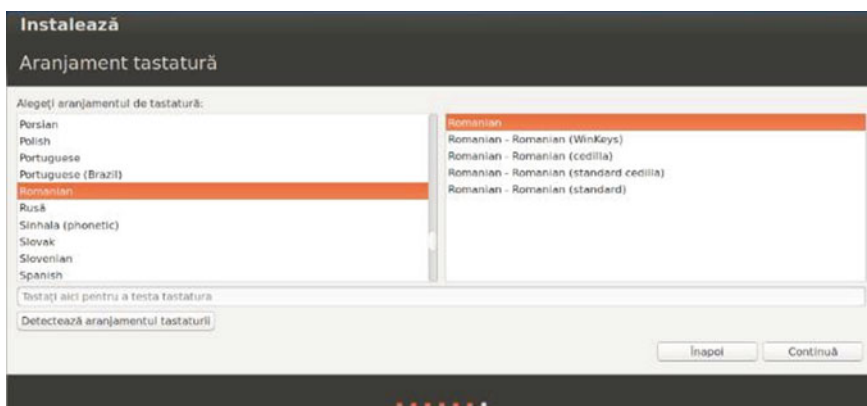 Instalează
Aranjament tastatură
Alegeți aranjamentul de tastatură:
Persian
Polish
Portuguese
Portuguese (Brazil)
Romanian
Rusă
Sinhala (phonetic)
Slovak
Slovenian
Spanish
Romanian
Romanian - Romanian (WinKeys)
Romanian - Romanian (cedilla)
Romanian - Romanian (standard cedilla)
Romanian - Romanian (standard)
Tastați aici pentru a testa tastatura
Detectează aranjamentul tastaturii
Înapoi
Continuă